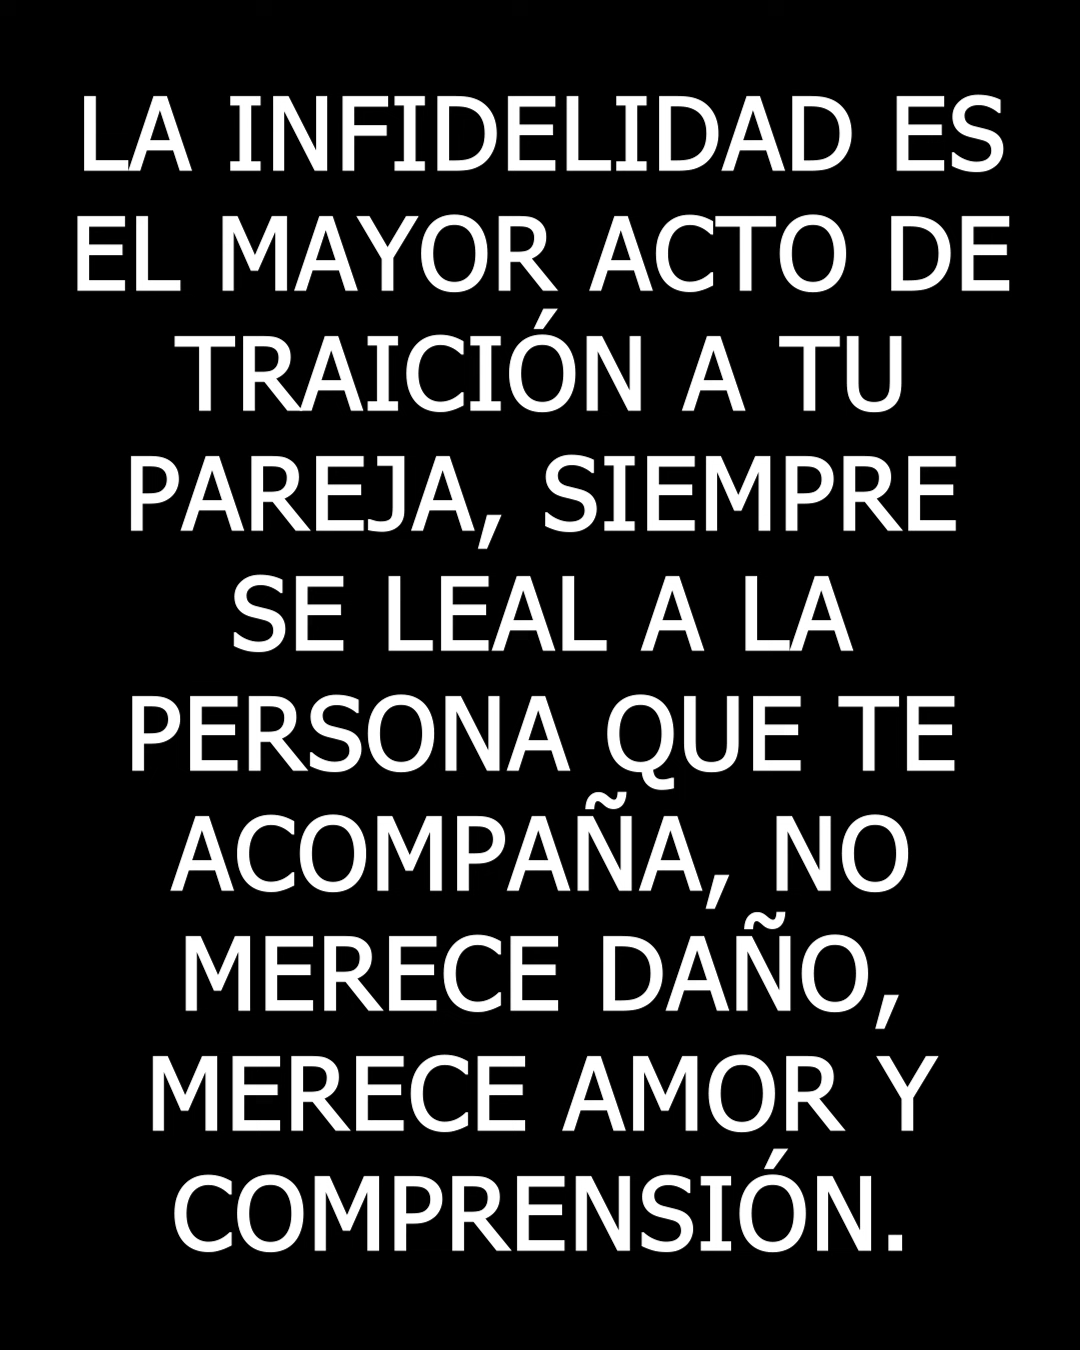 LA INFIDELIDAD ES
EL MAYOR ACTO DE
TRAICIÓN A TU
PAREJA, SIEMPRE
SE LEAL A LA
PERSONA QUE TE
ACOMPAÑA, NO
MERECE DAÑO,
MERECE AMOR Y
COMPRENSIÓN.